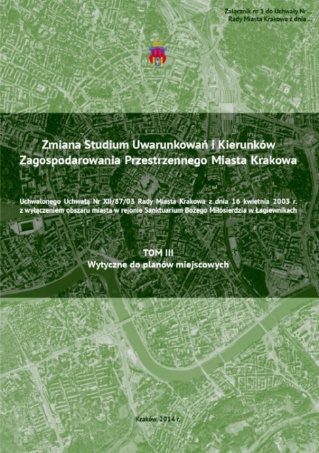 Załącznik nr 3 do Uchwały Nr ...
Rady Miasta Krakowa z dnia ...
Zmiana Studium Uwarunkowań i Kierunków
Zagospodarowania Przestrzennego Miasta Krakowa
Uchwalonego Uchwałą Nr XII/87/03 Rady Miasta Krakowa z dnia 16 kwietnia 2003 r.
z wyłączeniem obszaru miasta w rejonie Sanktuarium Bożego Miłosierdzia w Łagiewnikach
TOM III
Wytyczne do planów miejscowych
Kraków, 2014 r.